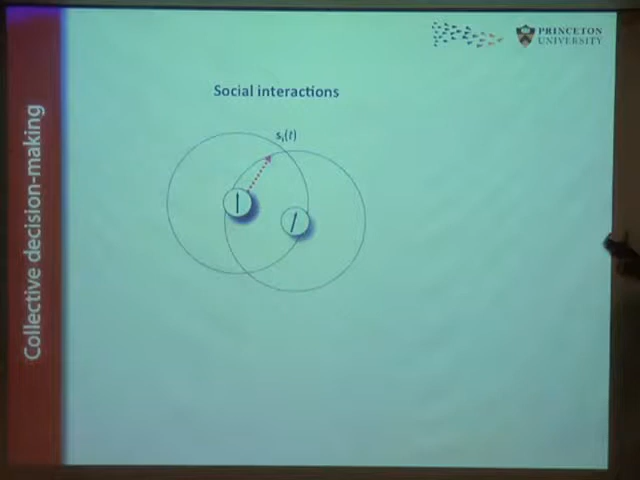 PRINCETON
UNIVERSITY
Social interactions
sᵢ(t)
Collective decision-making